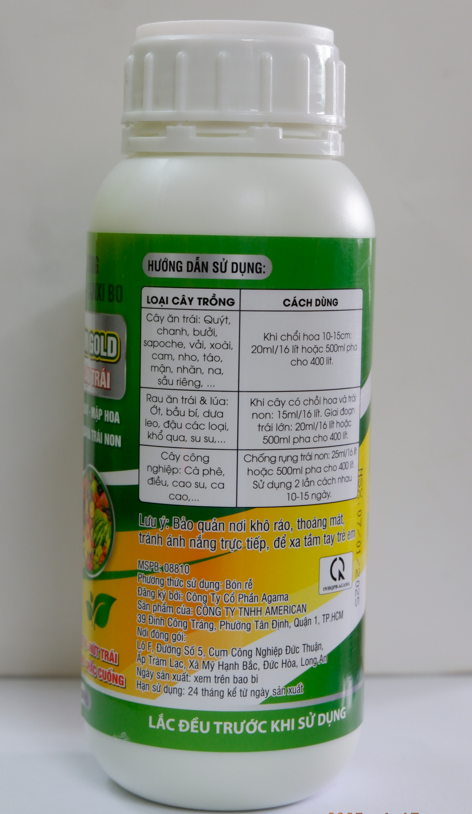 HƯỚNG DẪN SỬ DỤNG:
LOẠI CÂY TRỒNG
CÁCH DÙNG
Cây ăn trái: Quýt,
chanh, bưởi,
sapoche, vải, xoài,
cam, nho, táo,
mận, nhãn, na,
sầu riêng, ...
Khi chồi hoa 10-15cm:
20ml/16 lít hoặc 500ml pha
cho 400 lít.
Rau ăn trái & lúa:
Ớt, bầu bí, dưa
leo, đậu các loại,
khổ qua, su su,...
Khi cây có chồi hoa và trái
non: 15ml/16 lít. Giai đoạn
trái lớn: 20ml/16 lít hoặc
500ml pha cho 400 lít.
Cây công
nghiệp: Cà phê,
điều, cao su, ca
cao,...
Chống rụng trái non: 25ml/16 lít
hoặc 500ml pha cho 400 lít
Sử dụng 2 lần cách nhau
10-15 ngày.
Lưu ý: Bảo quản nơi khô ráo, thoáng mát,
tránh ánh nắng trực tiếp, để xa tầm tay trẻ em
MSPB: 08810
Phương thức sử dụng: Bón rễ
Đăng ký bởi: Công Ty Cổ Phần Agama
Sản phẩm của: CÔNG TY TNHH AMERICAN
39 Đinh Công Tráng, Phường Tân Định, Quận 1, TP.HCM
Nơi đóng gói:
Lô F, Đường Số 5, Cụm Công Nghiệp Đức Thuận,
Ấp Tràm Lạc, Xã Mỹ Hạnh Bắc, Đức Hòa, Long An
Ngày sản xuất: xem trên bao bì
Hạn sử dụng: 24 tháng kể từ ngày sản xuất
LẮC ĐỀU TRƯỚC KHI SỬ DỤNG
XI BO
GOLD
TRÁI
MẬP HOA
TRÁI NON
TRÁI
CUỐNG